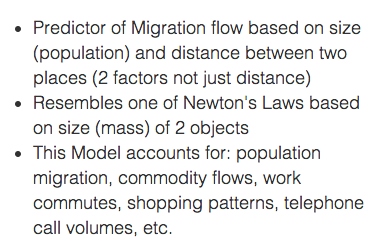 • Predictor of Migration flow based on size
(population) and distance between two
places (2 factors not just distance)
• Resembles one of Newton's Laws based
on size (mass) of 2 objects
• This Model accounts for: population
migration, commodity flows, work
commutes, shopping patterns, telephone
call volumes, etc.